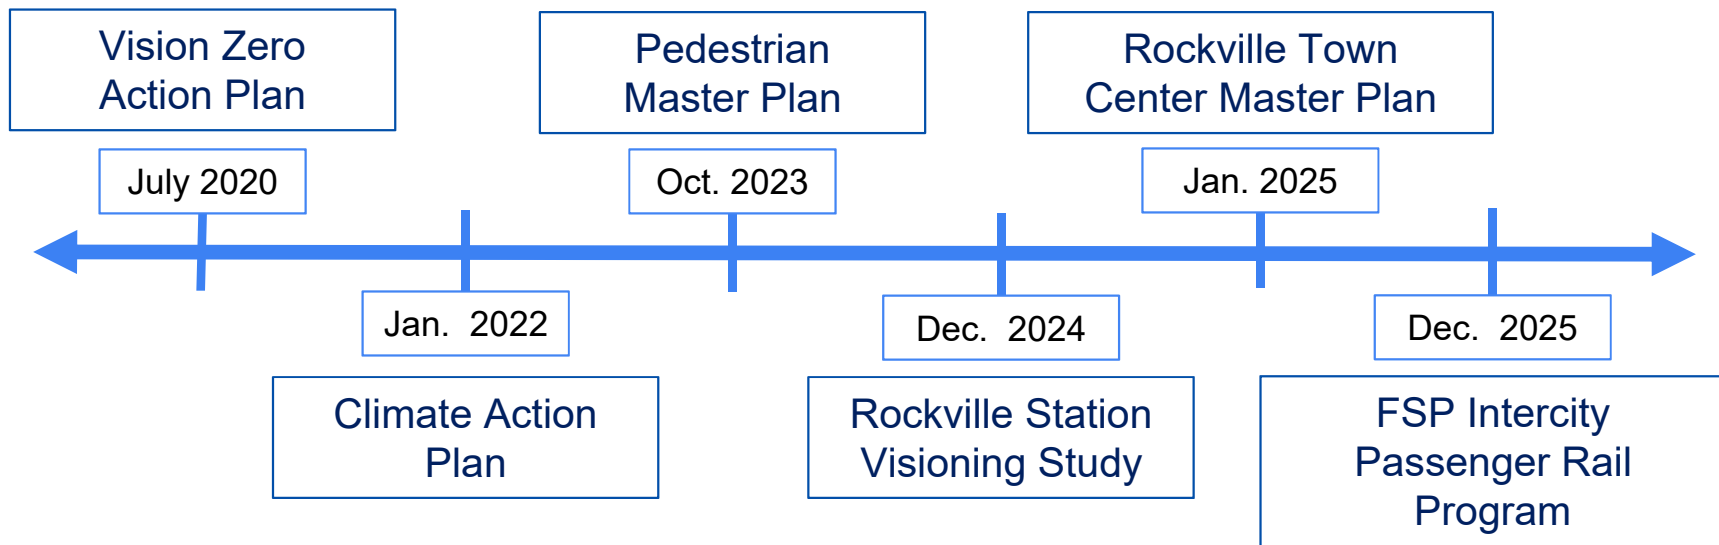 Vision Zero
Action Plan
July 2020
Jan.  2022
Climate Action
Plan
Pedestrian
Master Plan
Oct. 2023
Dec.  2024
Rockville Station
Visioning Study
Rockville Town
Center Master Plan
Jan. 2025
Dec.  2025
FSP Intercity
Passenger Rail
Program